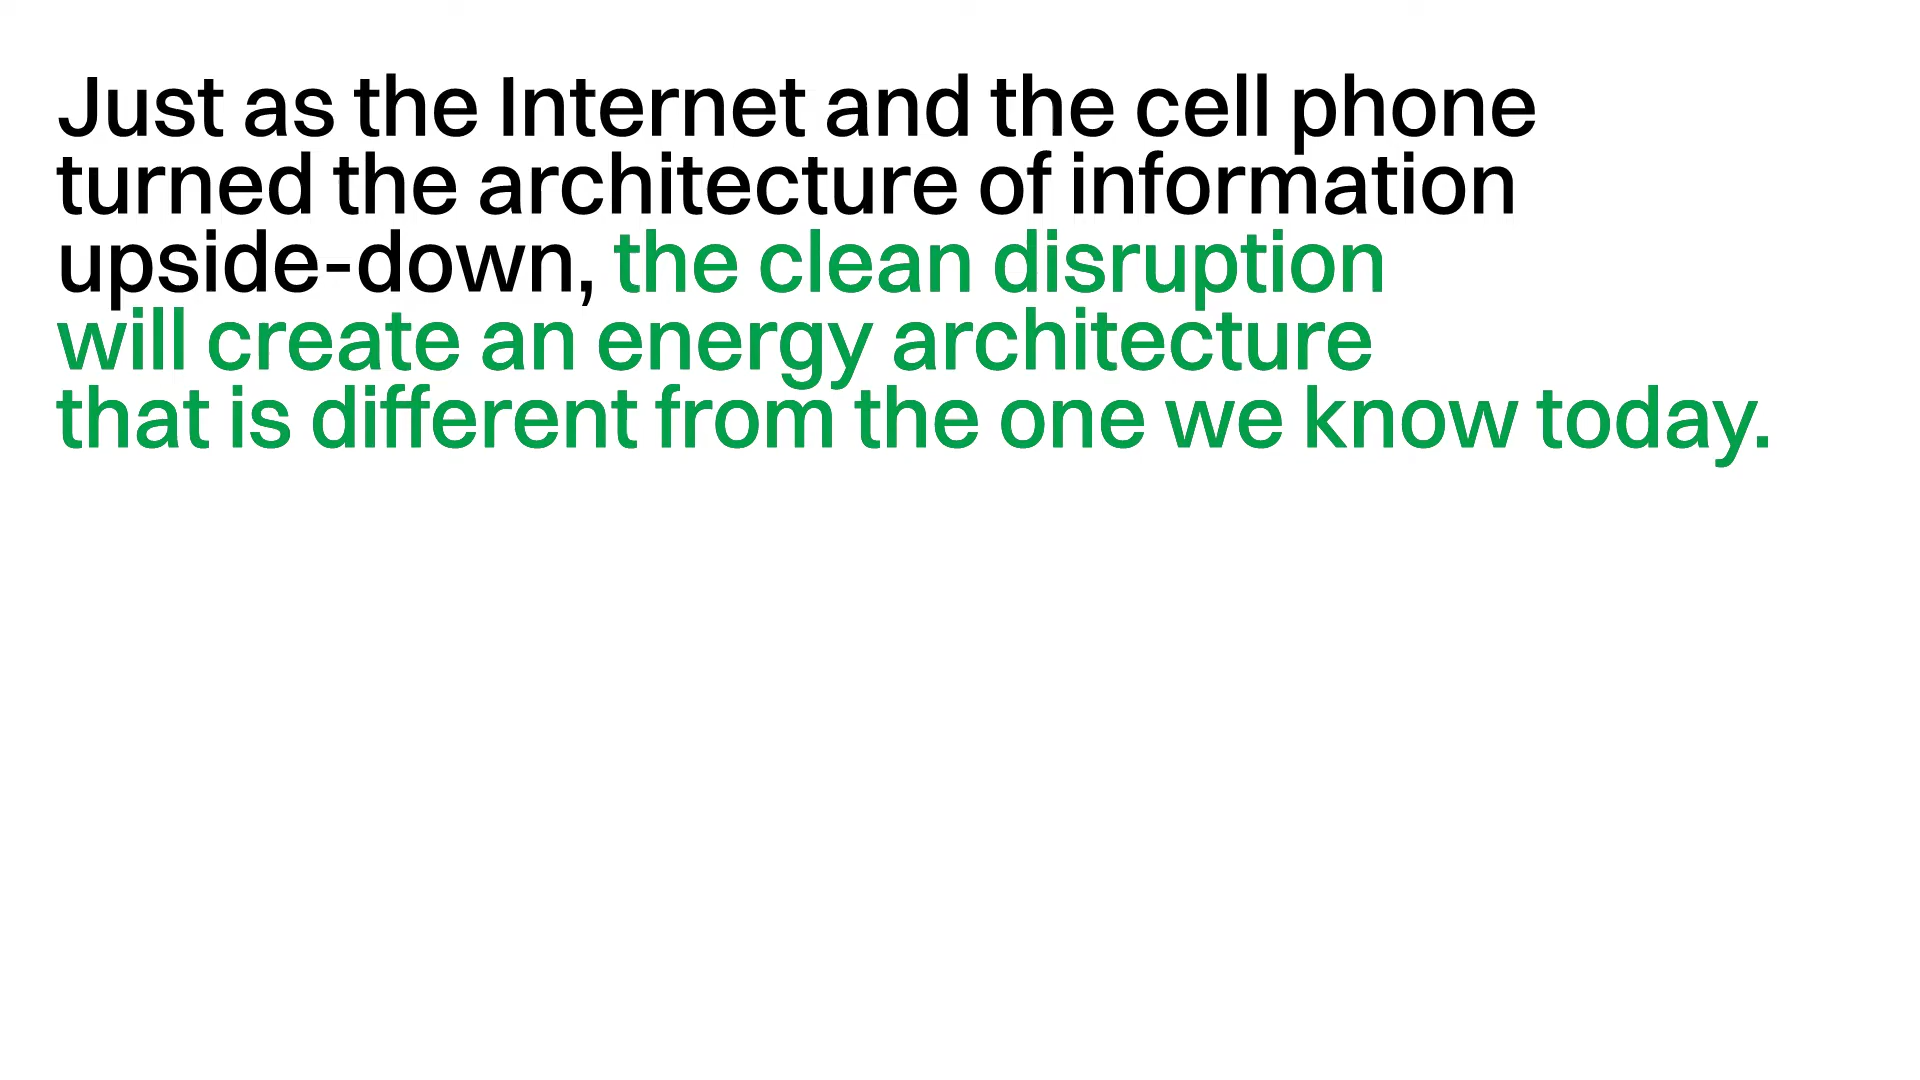 Just as the Internet and the cell phone
turned the architecture of information
upside-down, the clean disruption
will create an energy architecture
that is different from the one we know today.